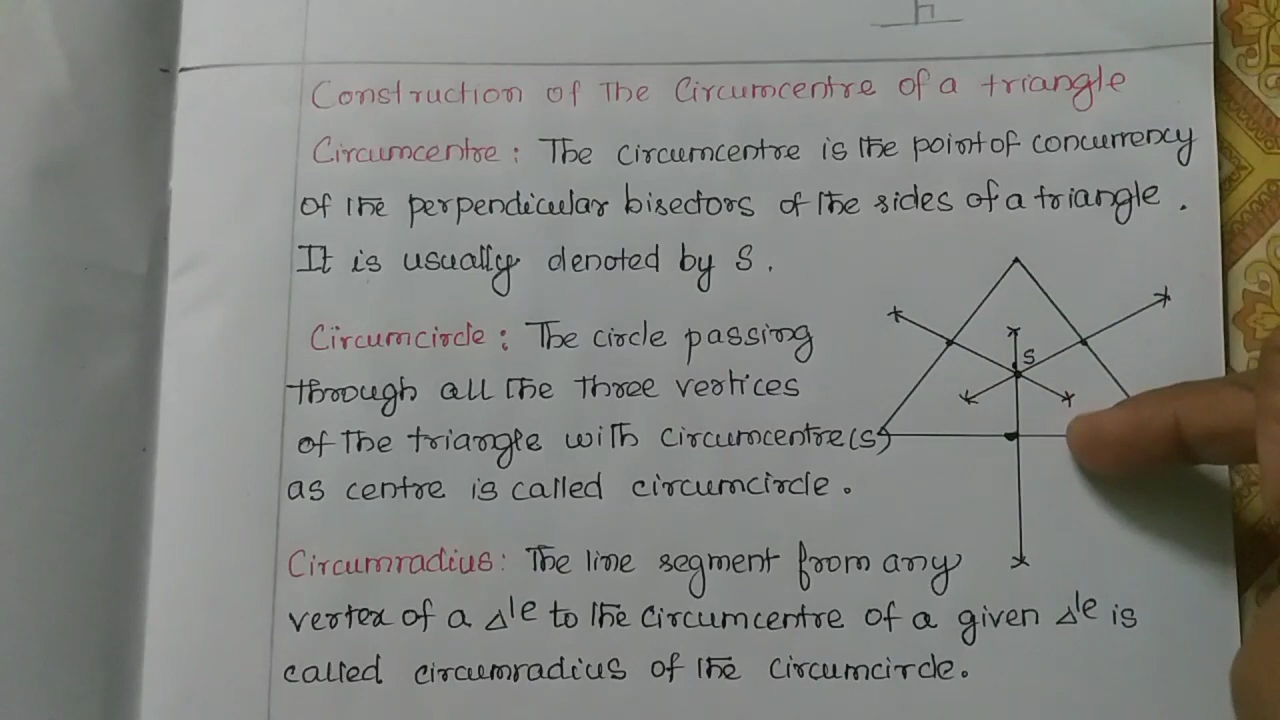 Construction of The Circumcentre of a triangle
Circumcentre : The circumcentre is the point of concurrency
of the perpendicular bisectors of the sides of a triangle .
It is usually denoted by S .
Circumcircle : The circle passing
through all the three vertices
of the triangle with circumcentre(s)
as centre is called circumcircle .
S
Circumradius : The line segment from any
vertex of a Δle to the circumcentre of a given Δle is
called circumradius of the circumcircle .